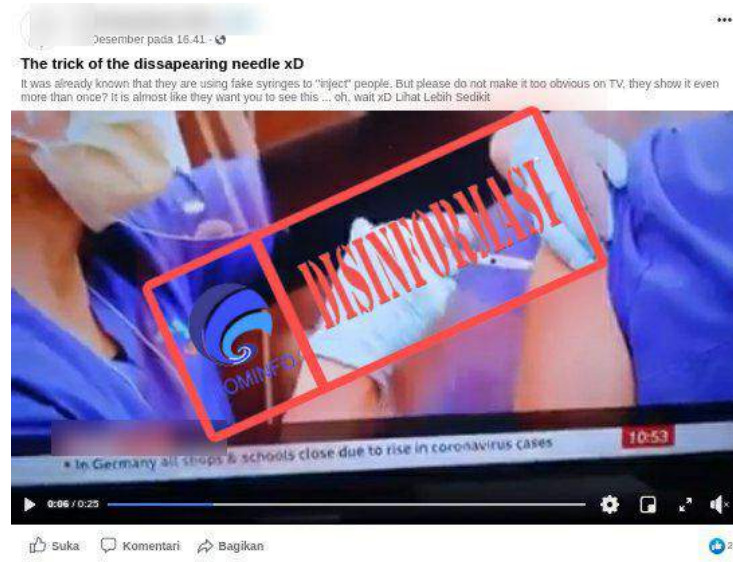 Desember pada 16.41 ·
The trick of the dissapearing needle xD
It was already known that they are using fake syringes to "inject" people. But please do not make it too obvious on TV, they show it even
more than once? It is almost like they want you to see this ... oh, wait xD Lihat Lebih Sedikit
DISINFORMASI
KOMINFO
10:53
• In Germany all shops & schools close due to rise in coronavirus cases
0:06 / 0:25
Suka Komentari Bagikan
2